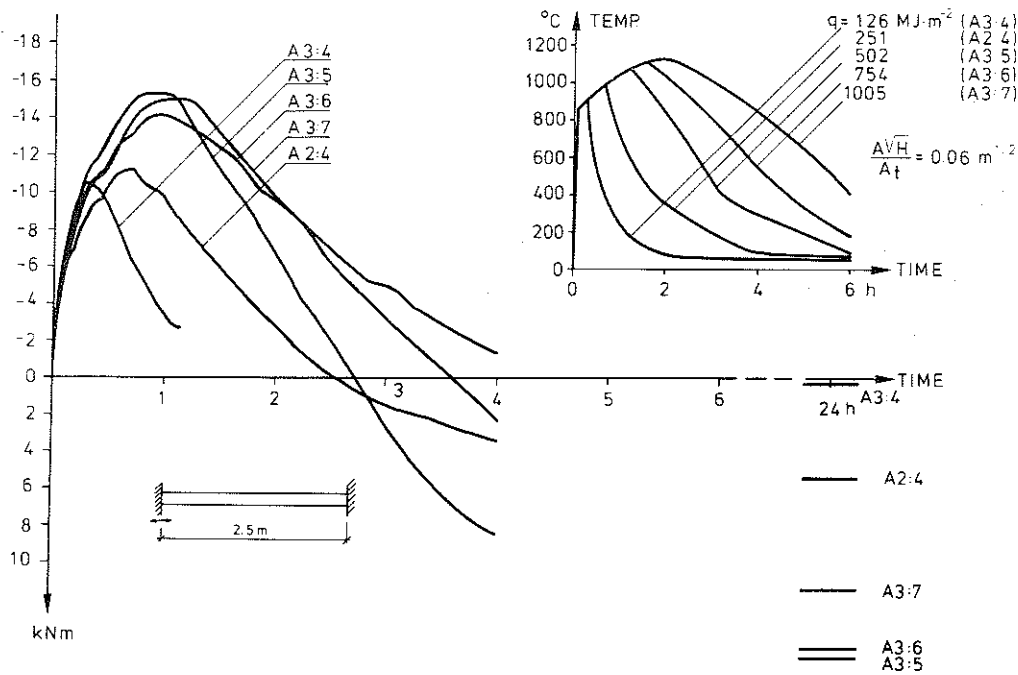 -18
-16
-14
-12
-10
-8
-6
-4
-2
0
2
4
6
8
10
kNm
A3:4
A3:5
A3:6
A3:7
A2:4
1
2
3
4
5
6
24 h
TIME
A3:4
A2:4
A3:7
A3:6
A3:5
2.5m
°C TEMP.
1200
1000
800
600
400
200
0
0
2
4
6
h
TIME
q= 126 MJ·m-2 (A3:4)
251 (A2:4)
502 (A3:5)
754 (A3:6)
1005 (A3:7)
A√H
At
= 0.06 m1/2